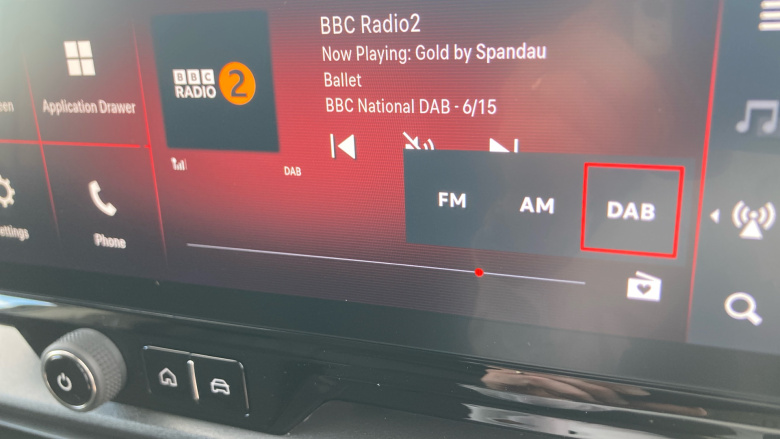 BBC Radio2
Now Playing: Gold by Spandau
Ballet
BBC National DAB - 6/15
BBC
RADIO 2
Application Drawer
DAB
FM
AM
DAB
Phone